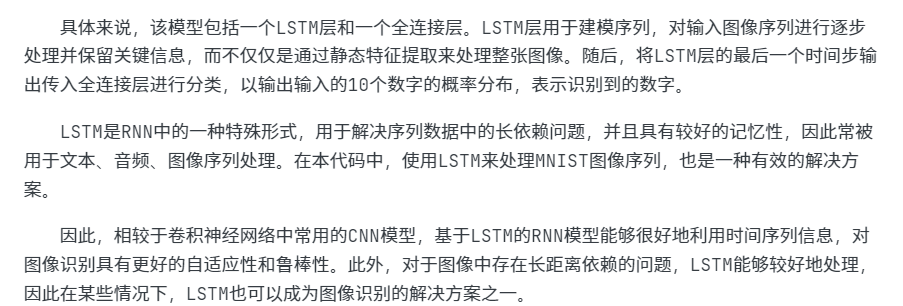 具体来说，该模型包括一个LSTM层和一个全连接层。LSTM层用于建模序列，对输入图像序列进行逐步
处理并保留关键信息，而不仅仅是通过静态特征提取来处理整张图像。随后，将LSTM层的最后一个时间步输
出传入全连接层进行分类，以输出输入的10个数字的概率分布，表示识别到的数字。
LSTM是RNN中的一种特殊形式，用于解决序列数据中的长依赖问题，并且具有较好的记忆性，因此常被
用于文本、音频、图像序列处理。在本代码中，使用LSTM来处理MNIST图像序列，也是一种有效的解决方
案。
因此，相较于卷积神经网络中常用的CNN模型，基于LSTM的RNN模型能够很好地利用时间序列信息，对
图像识别具有更好的自适应性和鲁棒性。此外，对于图像中存在长距离依赖的问题，LSTM能够较好地处理，
因此在某些情况下，LSTM也可以成为图像识别的解决方案之一。